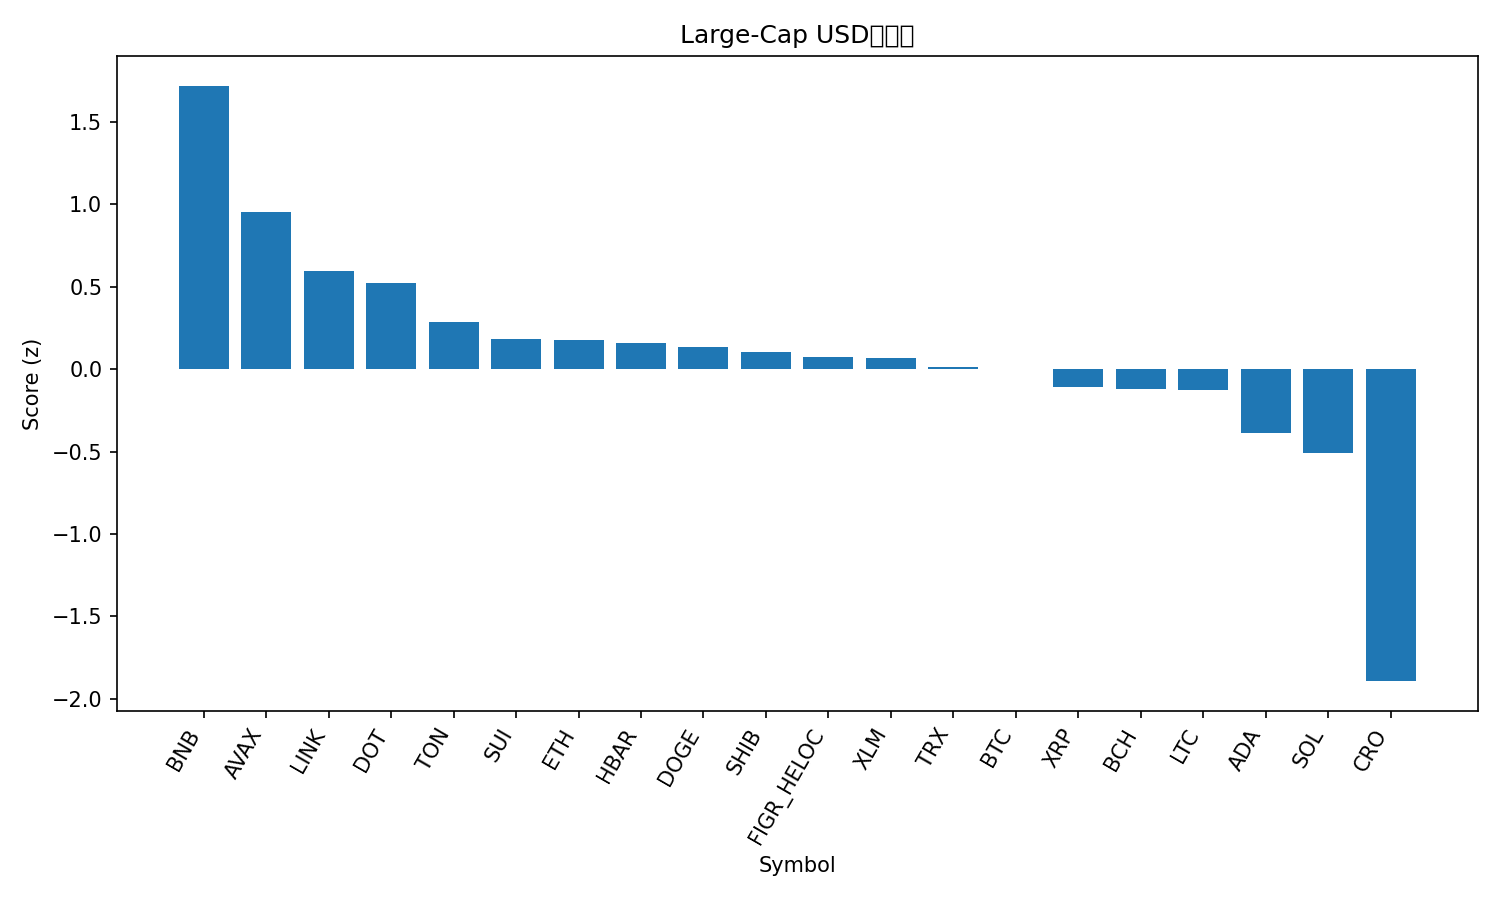 Large-Cap USD
Score (z)
1.5
1.0
0.5
0.0
−0.5
−1.0
−1.5
−2.0
BNB
AVAX
LINK
DOT
TON
SUI
ETH
HBAR
DOGE
SHIB
FIGR_HELOC
XLM
TRX
BTC
XRP
BCH
LTC
ADA
SOL
CRO
Symbol